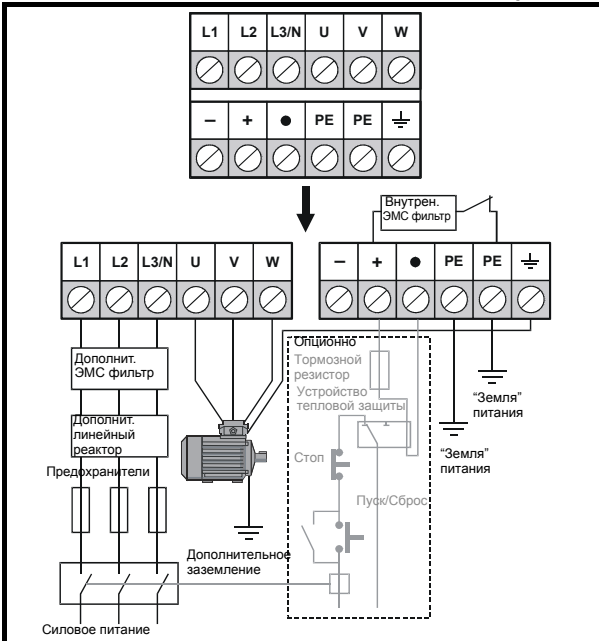 L1 L2 L3/N U V W
− + ● PE PE ⏚
Внутрен.
ЭМС фильтр
L1 L2 L3/N U V W
− + ● PE PE ⏚
Дополнит.
ЭМС фильтр
Дополнит.
линейный
реактор
Предохранители
Опционно
Тормозной
резистор
Устройство
тепловой защиты
Стоп
Пуск/Сброс
“Земля”
питания
“Земля”
питания
Дополнительное
заземление
Силовое питание